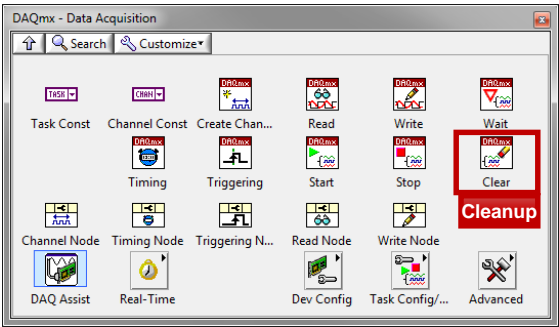 DAQmx - Data Acquisition
Search Customize
TASK CHAN DAQmx DAQmx DAQmx DAQmx
Task Const Channel Const Create Chan... Read Write Wait
DAQmx DAQmx DAQmx DAQmx DAQmx
Timing Triggering Start Stop Clear
Cleanup
Channel Node Timing Node Triggering N... Read Node Write Node
DAQ Assist Real-Time Dev Config Task Config/... Advanced